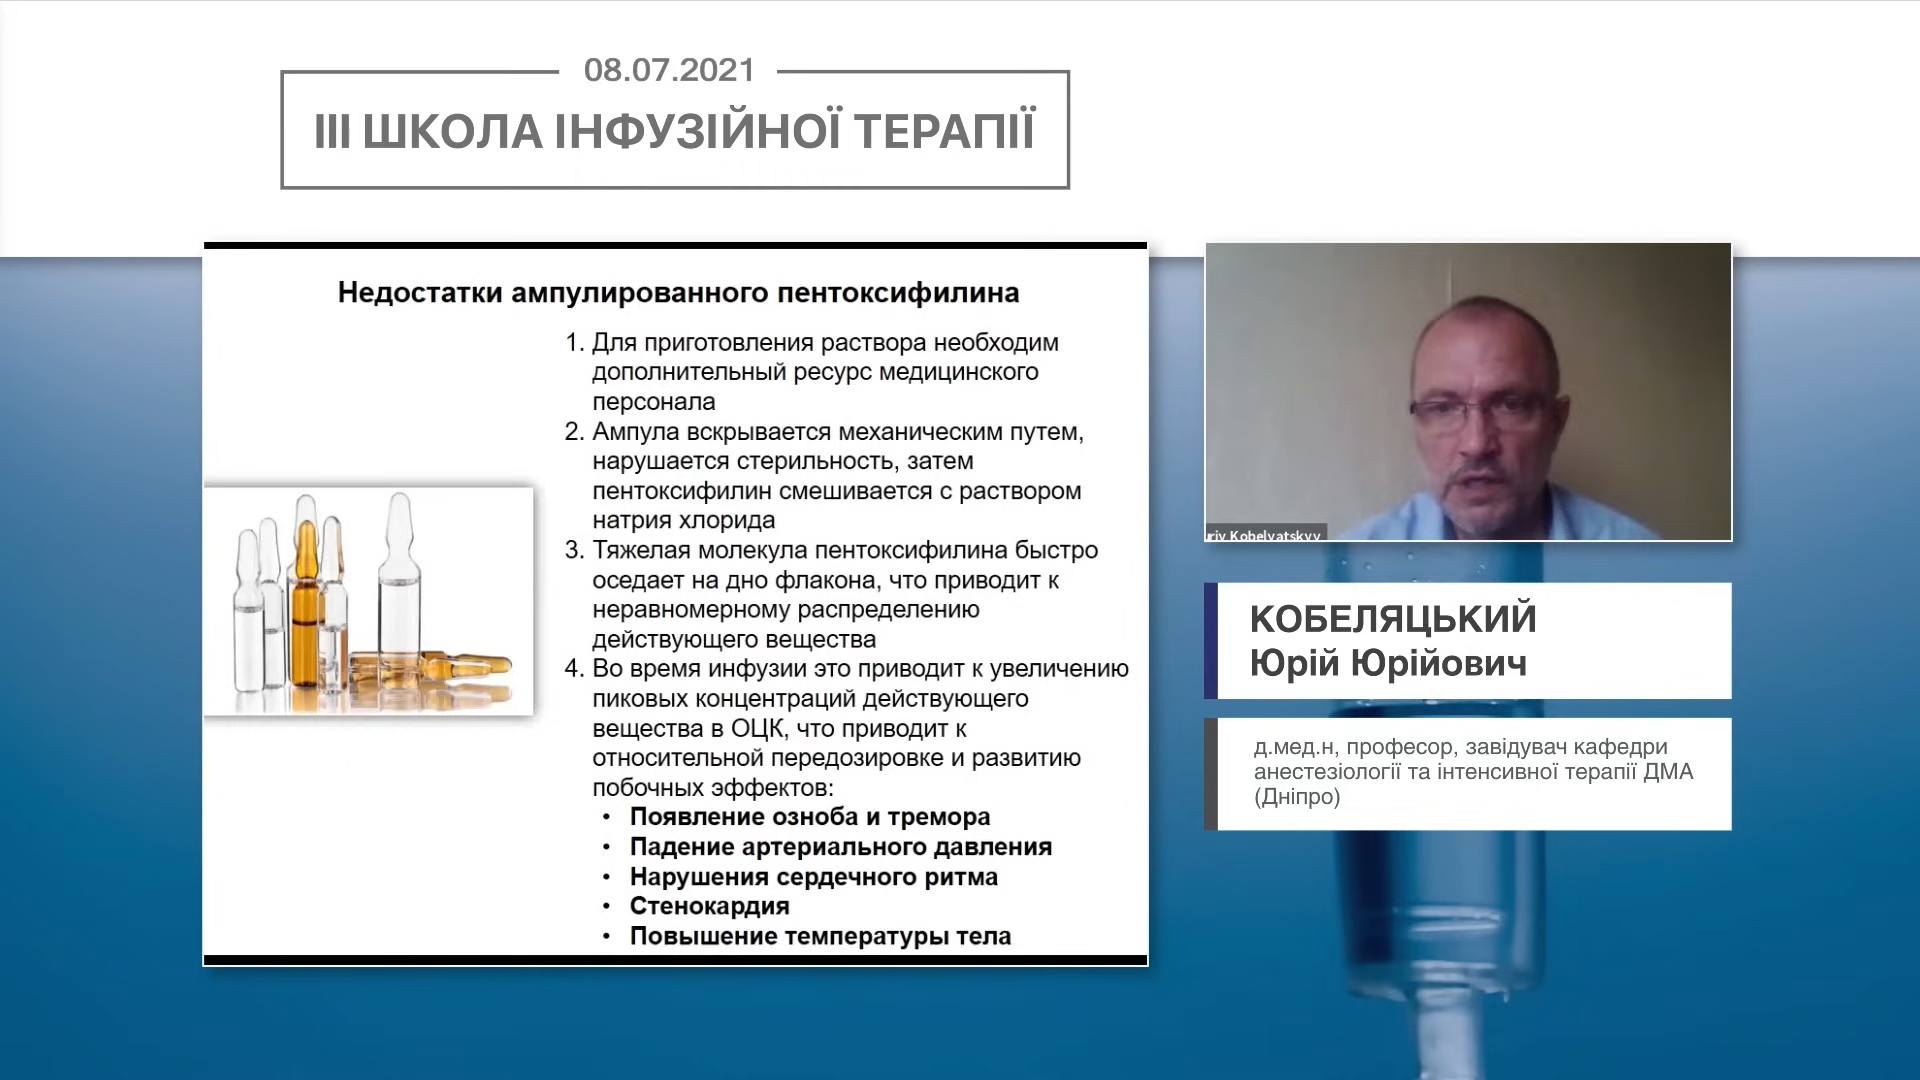 08.07.2021
III ШКОЛА ІНФУЗІЙНОЇ ТЕРАПІЇ
Недостатки ампулированного пентоксифилина
1. Для приготовления раствора необходим
дополнительный ресурс медицинского
персонала
2. Ампула вскрывается механическим путем,
нарушается стерильность, затем
пентоксифилин смешивается с раствором
натрия хлорида
3. Тяжелая молекула пентоксифилина быстро
оседает на дно флакона, что приводит к
неравномерному распределению
действующего вещества
4. Во время инфузии это приводит к увеличению
пиковых концентраций действующего
вещества в ОЦК, что приводит к
относительной передозировке и развитию
побочных эффектов:
• Появление озноба и тремора
• Падение артериального давления
• Нарушения сердечного ритма
• Стенокардия
• Повышение температуры тела
uriy Kobelyatskyy
КОБЕЛЯЦЬКИЙ
Юрій Юрійович
д.мед.н, професор, завідувач кафедри
анестезіології та інтенсивної терапії ДМА
(Дніпро)